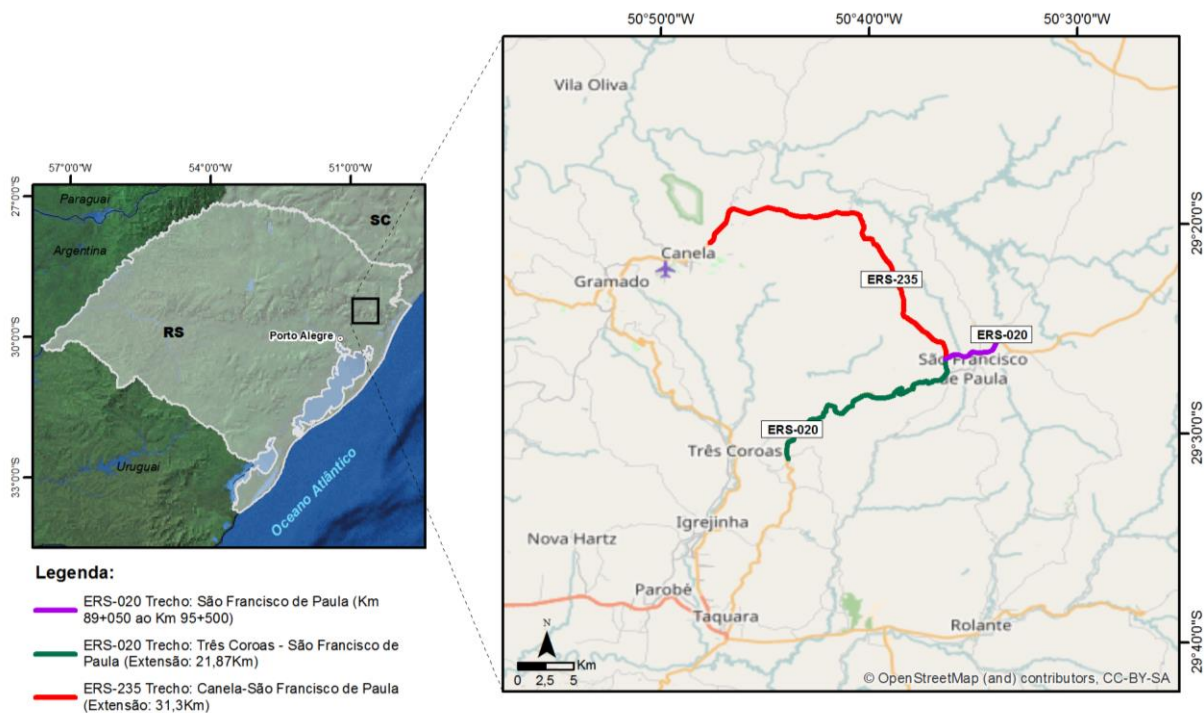 57°0'0"W
54°0'0"W
51°0'0"W
27°0'0"S
30°0'0"S
33°0'0"S
Paraguai
Argentina
SC
RS
Porto Alegre
Uruguai
Oceano Atlântico
Legenda:
ERS-020 Trecho: São Francisco de Paula (Km
89+050 ao Km 95+500)
ERS-020 Trecho: Três Coroas - São Francisco de
Paula (Extensão: 21,87Km)
ERS-235 Trecho: Canela-São Francisco de Paula
(Extensão: 31,3Km)
50°50'0"W
50°40'0"W
50°30'0"W
29°20'0"S
29°30'0"S
29°40'0"S
Vila Oliva
Canela
Gramado
ERS-235
ERS-020
São Francisco
de Paula
ERS-020
Três Coroas
Igrejinha
Nova Hartz
Parobé
Taquara
Rolante
N
Km
0 2,5 5
© OpenStreetMap (and) contributors, CC-BY-SA